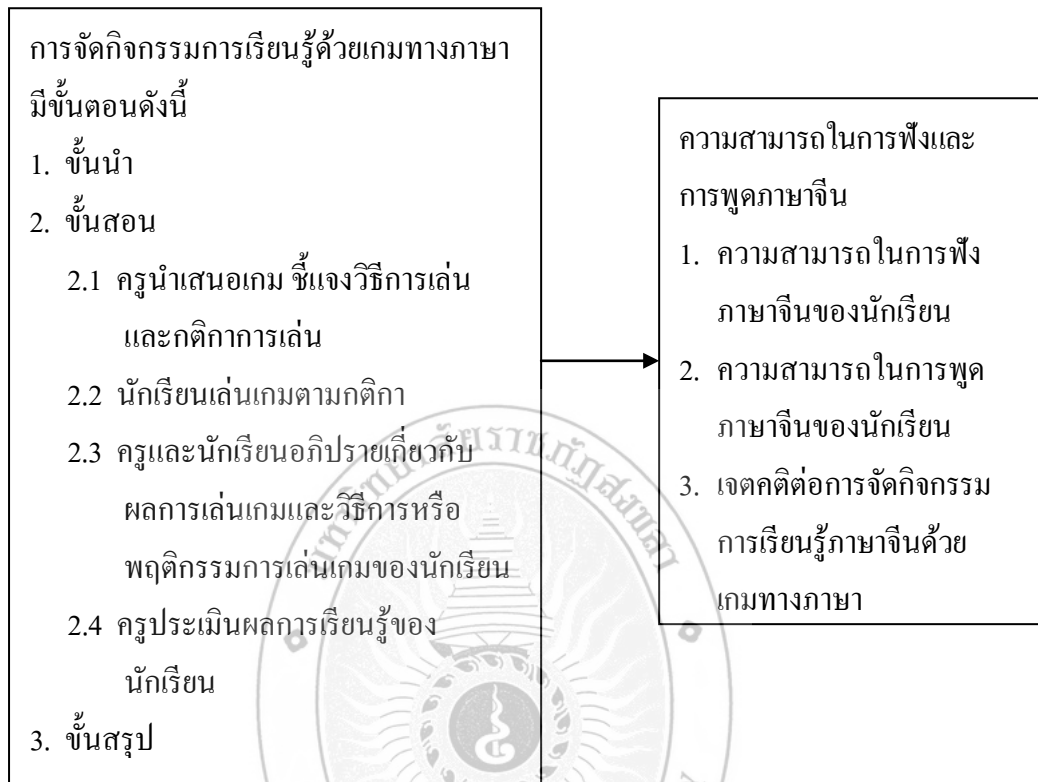 การจัดกิจกรรมการเรียนรู้ด้วยเกมทางภาษา
มีขั้นตอนดังนี้
1. ขั้นนำ
2. ขั้นสอน
2.1 ครูนำเสนอเกม ชี้แจงวิธีการเล่น
และกติกาการเล่น
2.2 นักเรียนเล่นเกมตามกติกา
2.3 ครูและนักเรียนอภิปรายเกี่ยวกับ
ผลการเล่นเกมและวิธีการหรือ
พฤติกรรมการเล่นเกมของนักเรียน
2.4 ครูประเมินผลการเรียนรู้ของ
นักเรียน
3. ขั้นสรุป
ความสามารถในการฟังและ
การพูดภาษาจีน
1. ความสามารถในการฟัง
ภาษาจีนของนักเรียน
2. ความสามารถในการพูด
ภาษาจีนของนักเรียน
3. เจตคติต่อการจัดกิจกรรม
การเรียนรู้ภาษาจีนด้วย
เกมทางภาษา
มหาวิทยาลัยราชภัฏสงขลา